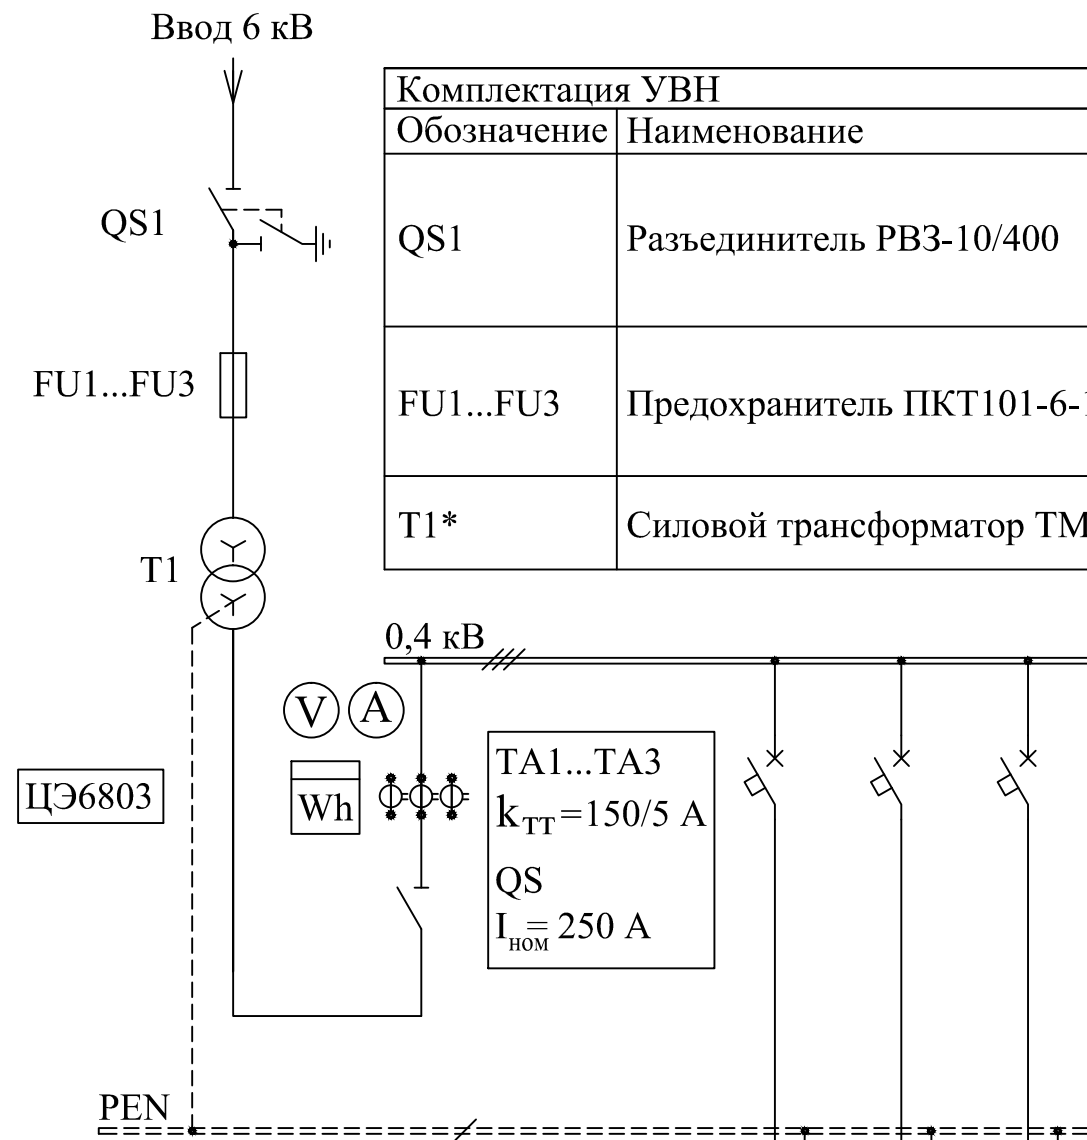 Ввод 6 кВ
Комплектация УВН
Обозначение Наименование
QS1
QS1 Разъединитель РВЗ-10/400
FU1...FU3
FU1...FU3 Предохранитель ПКТ101-6-
T1
T1* Силовой трансформатор ТМ
0,4 кВ
V A
ЦЭ6803
Wh
TA1...TA3
kТТ=150/5 А
QS
Iном= 250 А
PEN